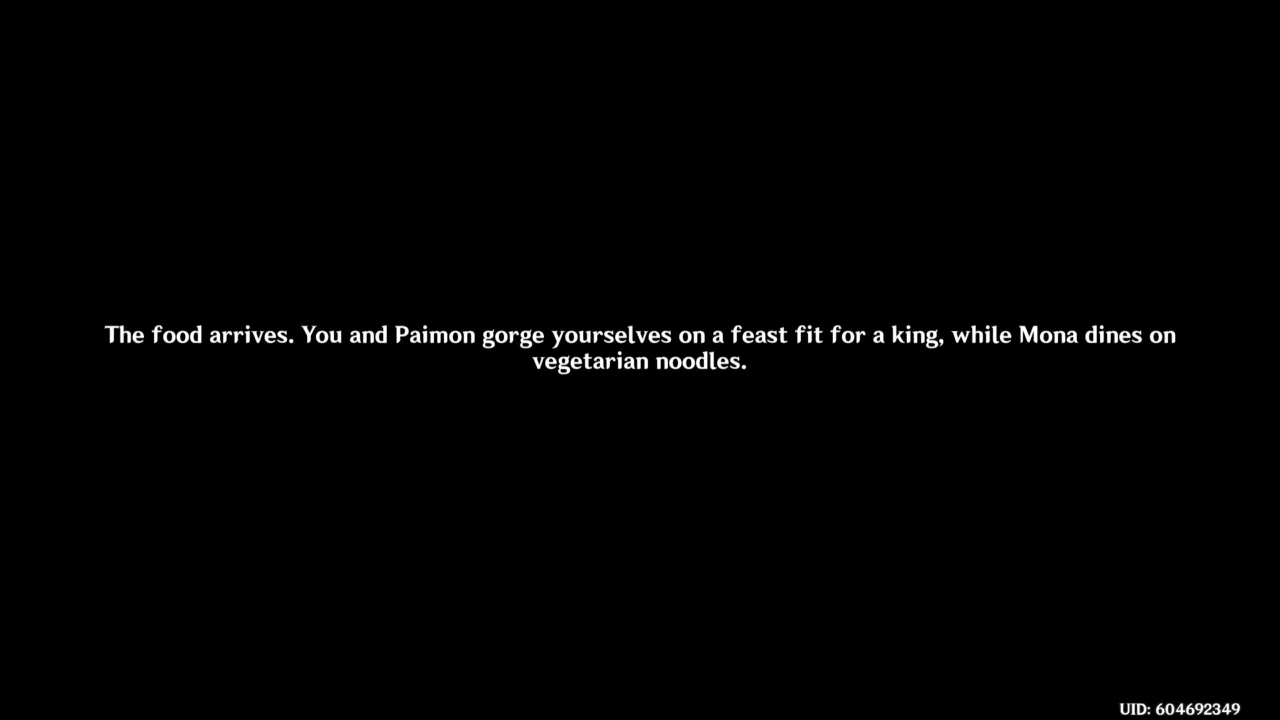 The food arrives. You and Paimon gorge yourselves on a feast fit for a king, while Mona dines on
vegetarian noodles.
UID: 604692349